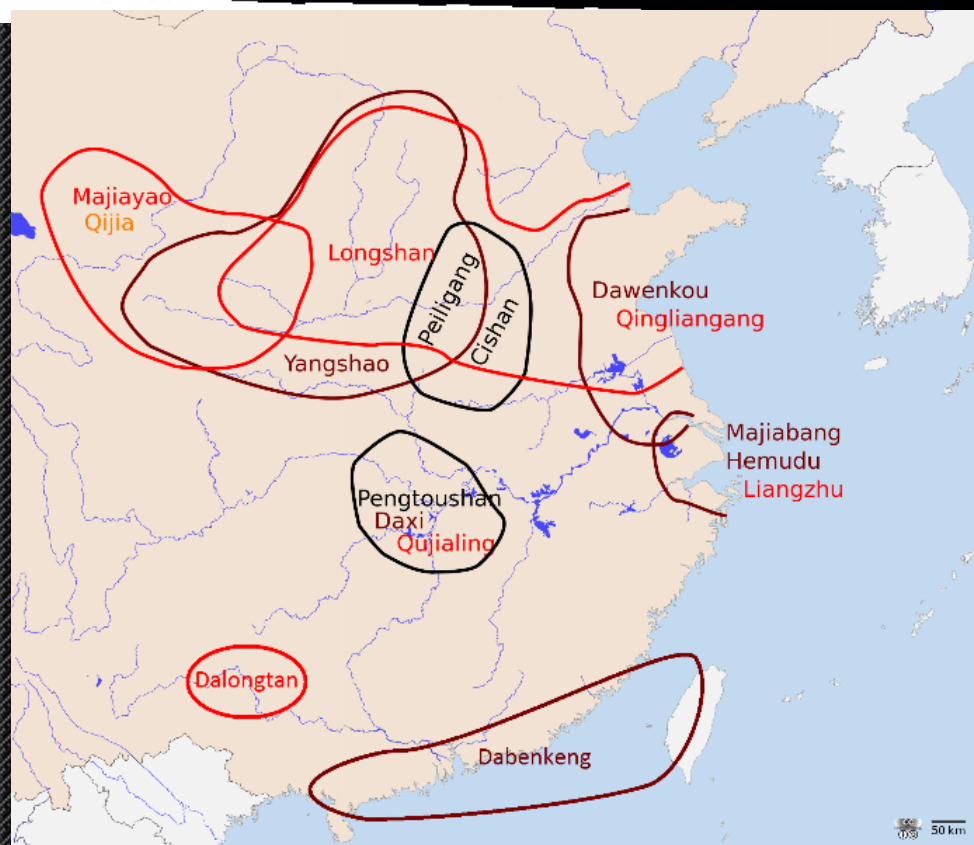 Majiayao
Qijia
Longshan
Peiligang
Cishan
Dawenkou
Qingliangang
Yangshao
Majiabang
Hemudu
Liangzhu
Pengtoushan
Daxi
Qujialing
Dalongtan
Dabenkeng
50 km